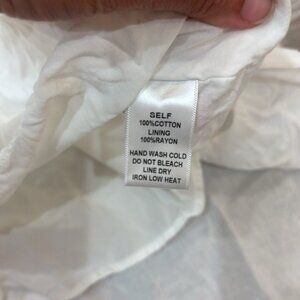 SELF
100%COTTON
LINING
100%RAYON
HAND WASH COLD
DO NOT BLEACH
LINE DRY
IRON LOW HEAT